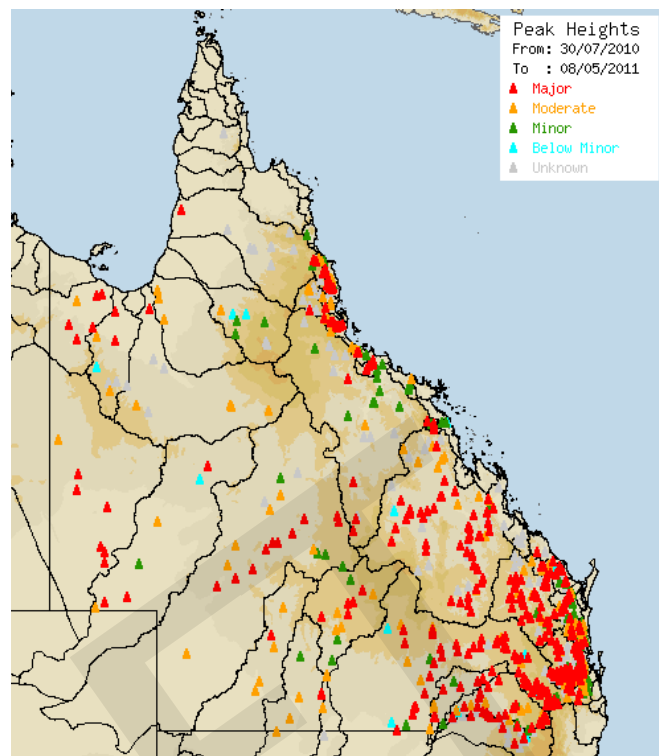 Peak Heights
From: 30/07/2010
To : 08/05/2011
Major
Moderate
Minor
Below Minor
Unknown